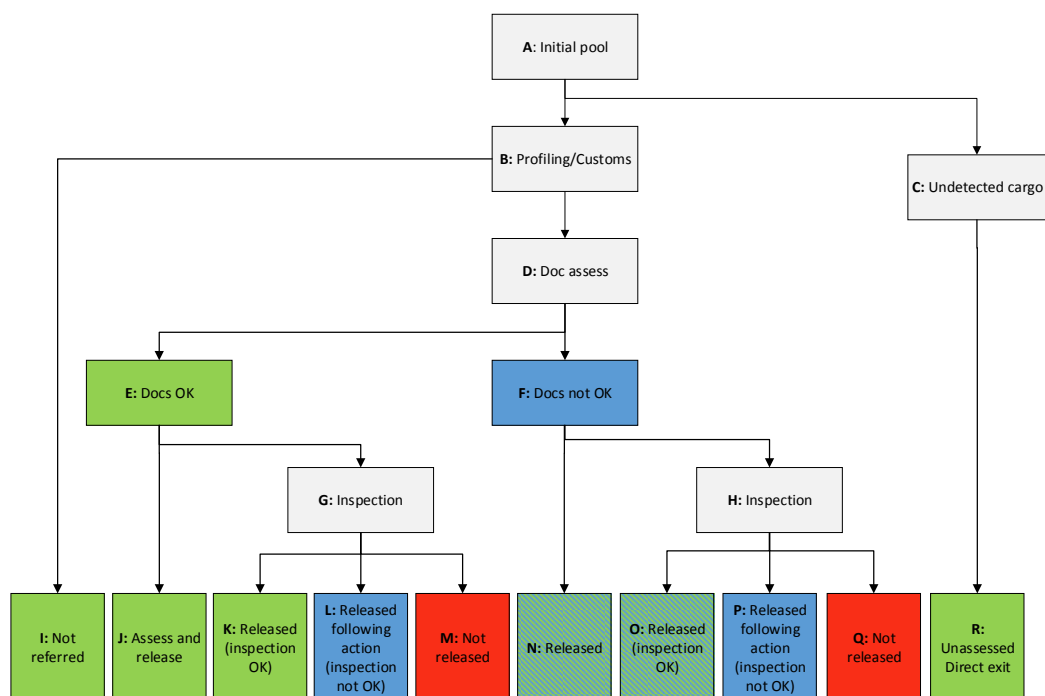 A: Initial pool
B: Profiling/Customs
C: Undetected cargo
D: Doc assess
E: Docs OK
F: Docs not OK
G: Inspection
H: Inspection
I: Not
referred
J: Assess and
release
K: Released
(inspection
OK)
L: Released
following
action
(inspection
not OK)
M: Not
released
N: Released
O: Released
(inspection
OK)
P: Released
following
action
(inspection
not OK)
Q: Not
released
R:
Unassessed
Direct exit